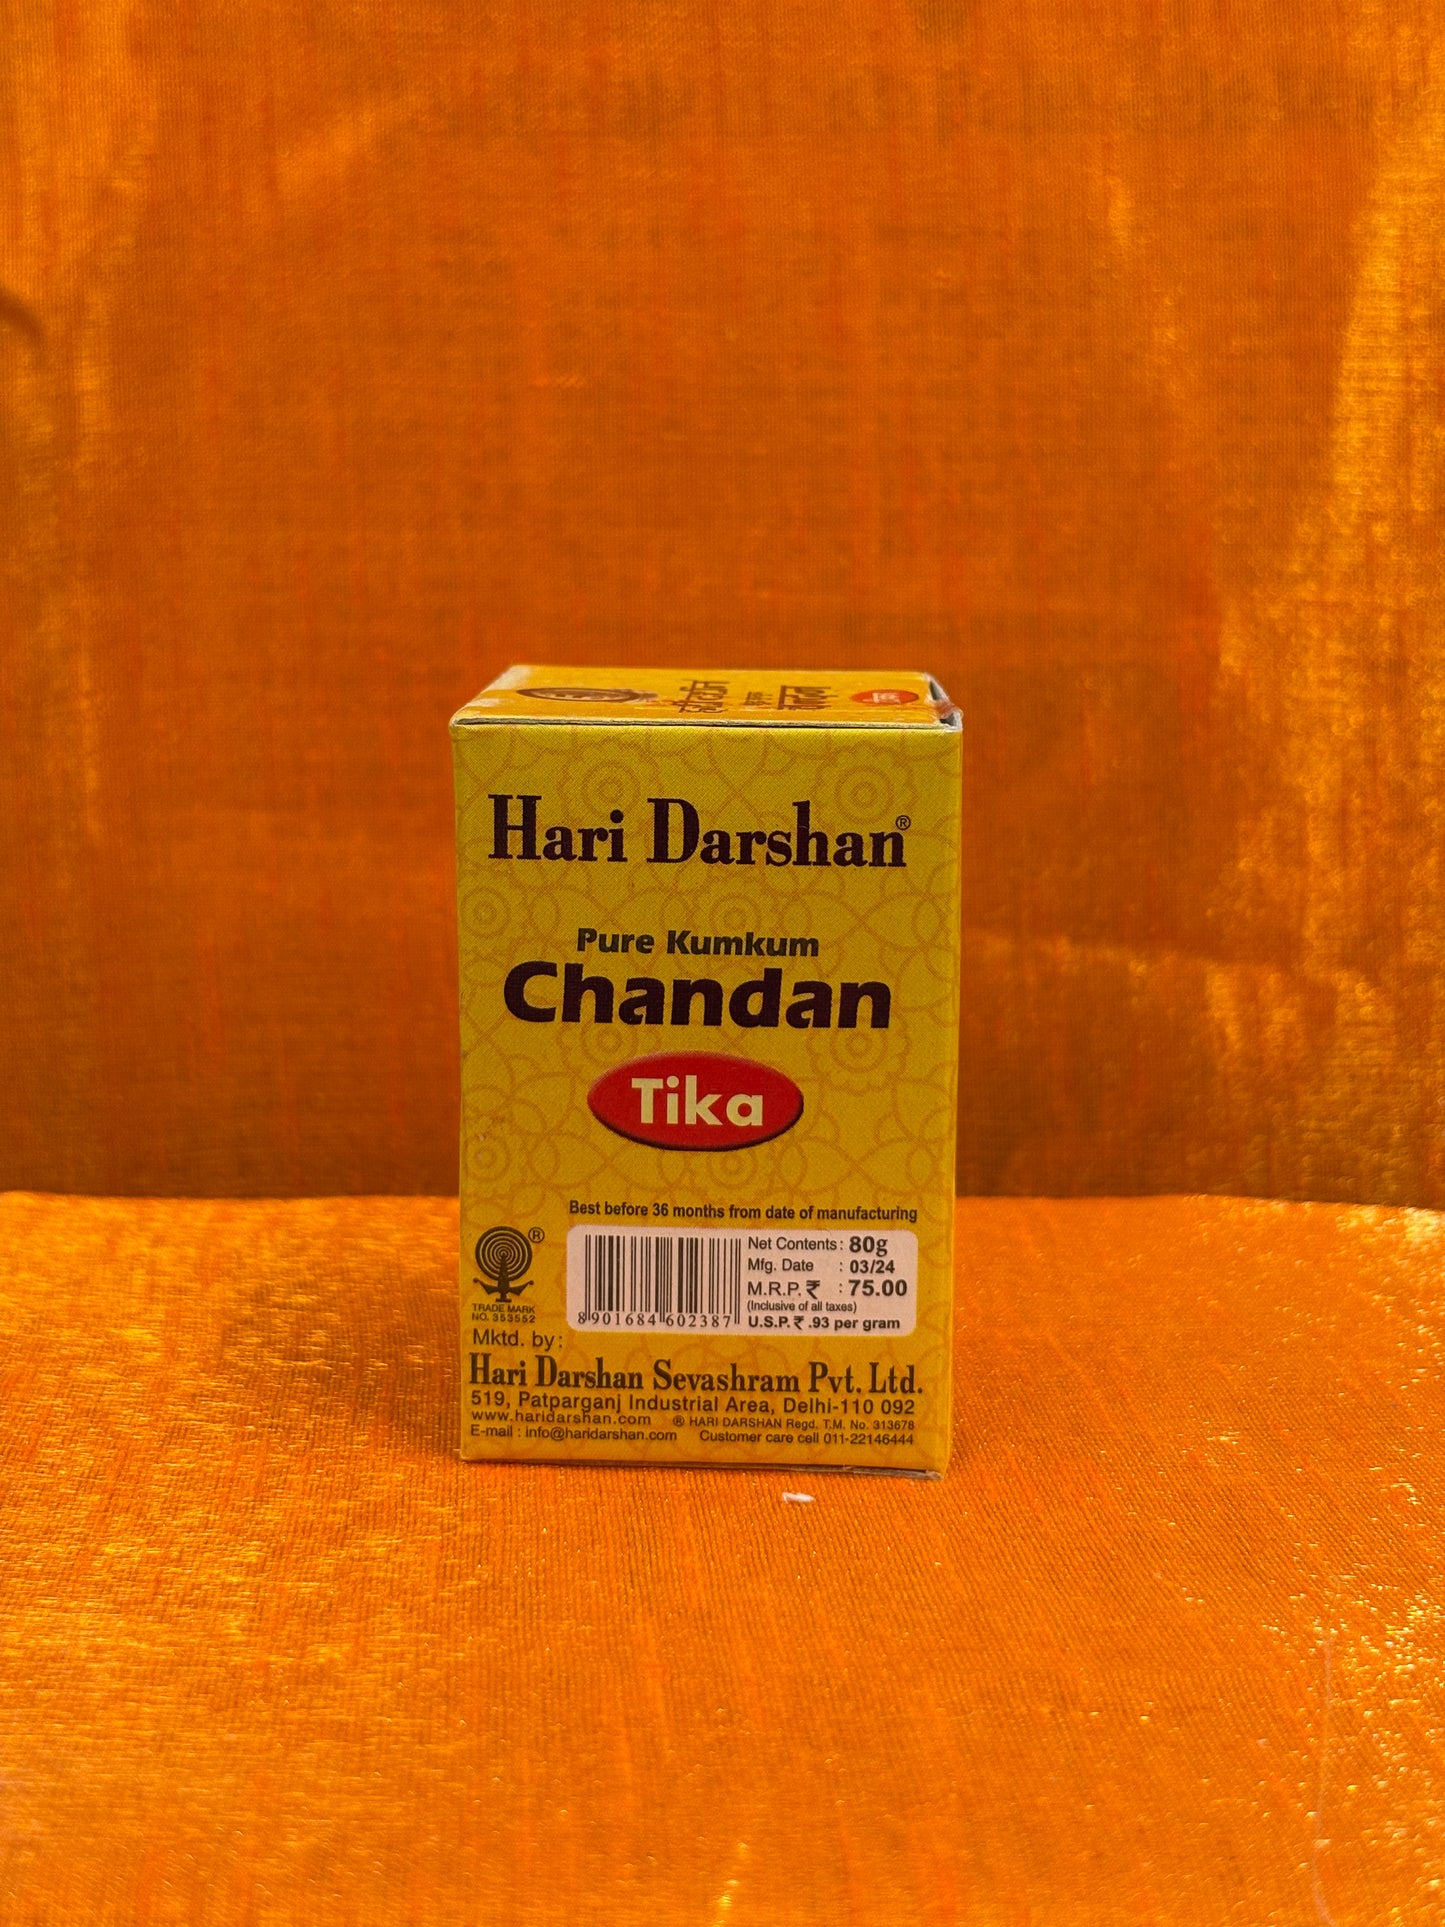 Hari Darshan®
Pure Kumkum
Chandan
Tika
Best before 36 months from date of manufacturing
®
TRADE MARK
NO. 353552
8 901684 602387
Net Contents : 80g
Mfg. Date : 03/24
M.R.P. ₹ : 75.00
(Inclusive of all taxes)
U.S.P. ₹ .93 per gram
Mktd. by:
Hari Darshan Sevashram Pvt. Ltd.
519, Patparganj Industrial Area, Delhi-110 092
www.haridarshan.com ® HARI DARSHAN Regd. T.M. No. 313678
E-mail : info@haridarshan.com Customer care cell 011-22146444